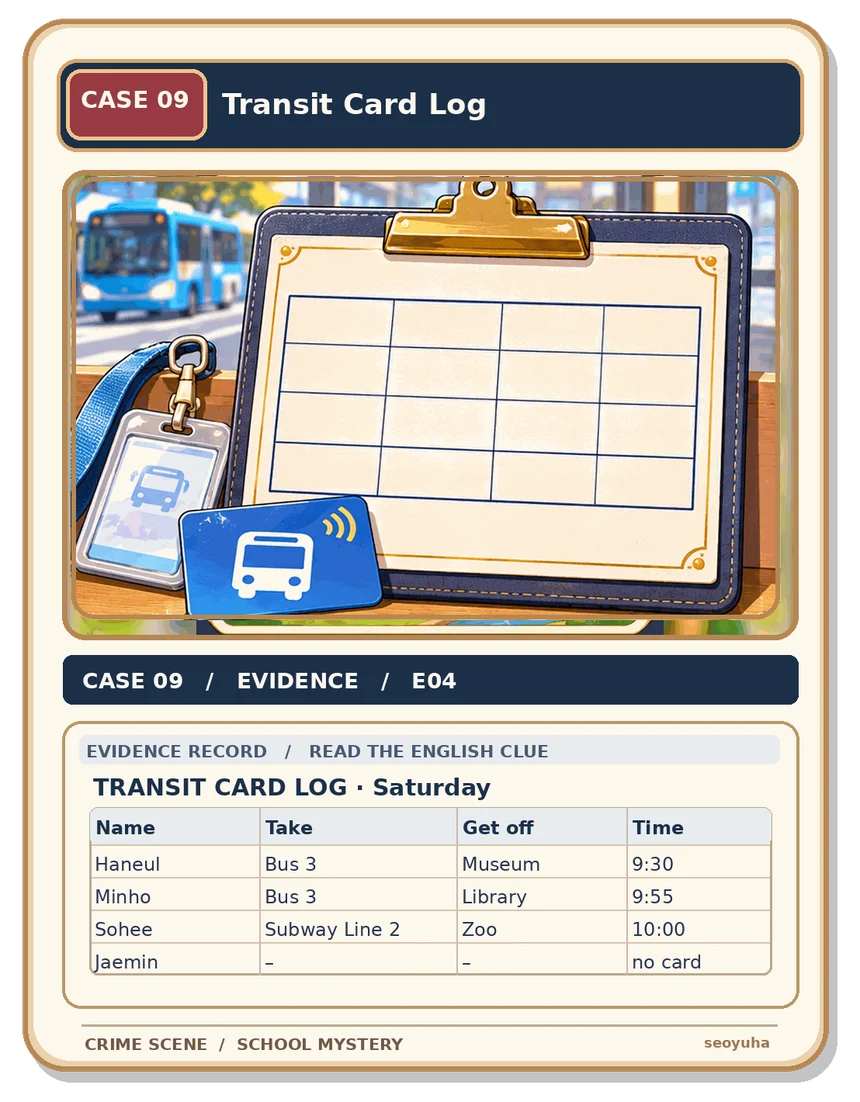 CASE 09 Transit Card Log
CASE 09 / EVIDENCE / E04
EVIDENCE RECORD / READ THE ENGLISH CLUE
TRANSIT CARD LOG · Saturday
Name Take Get off Time
Haneul Bus 3 Museum 9:30
Minho Bus 3 Library 9:55
Sohee Subway Line 2 Zoo 10:00
Jaemin – – no card
CRIME SCENE / SCHOOL MYSTERY seoyuha